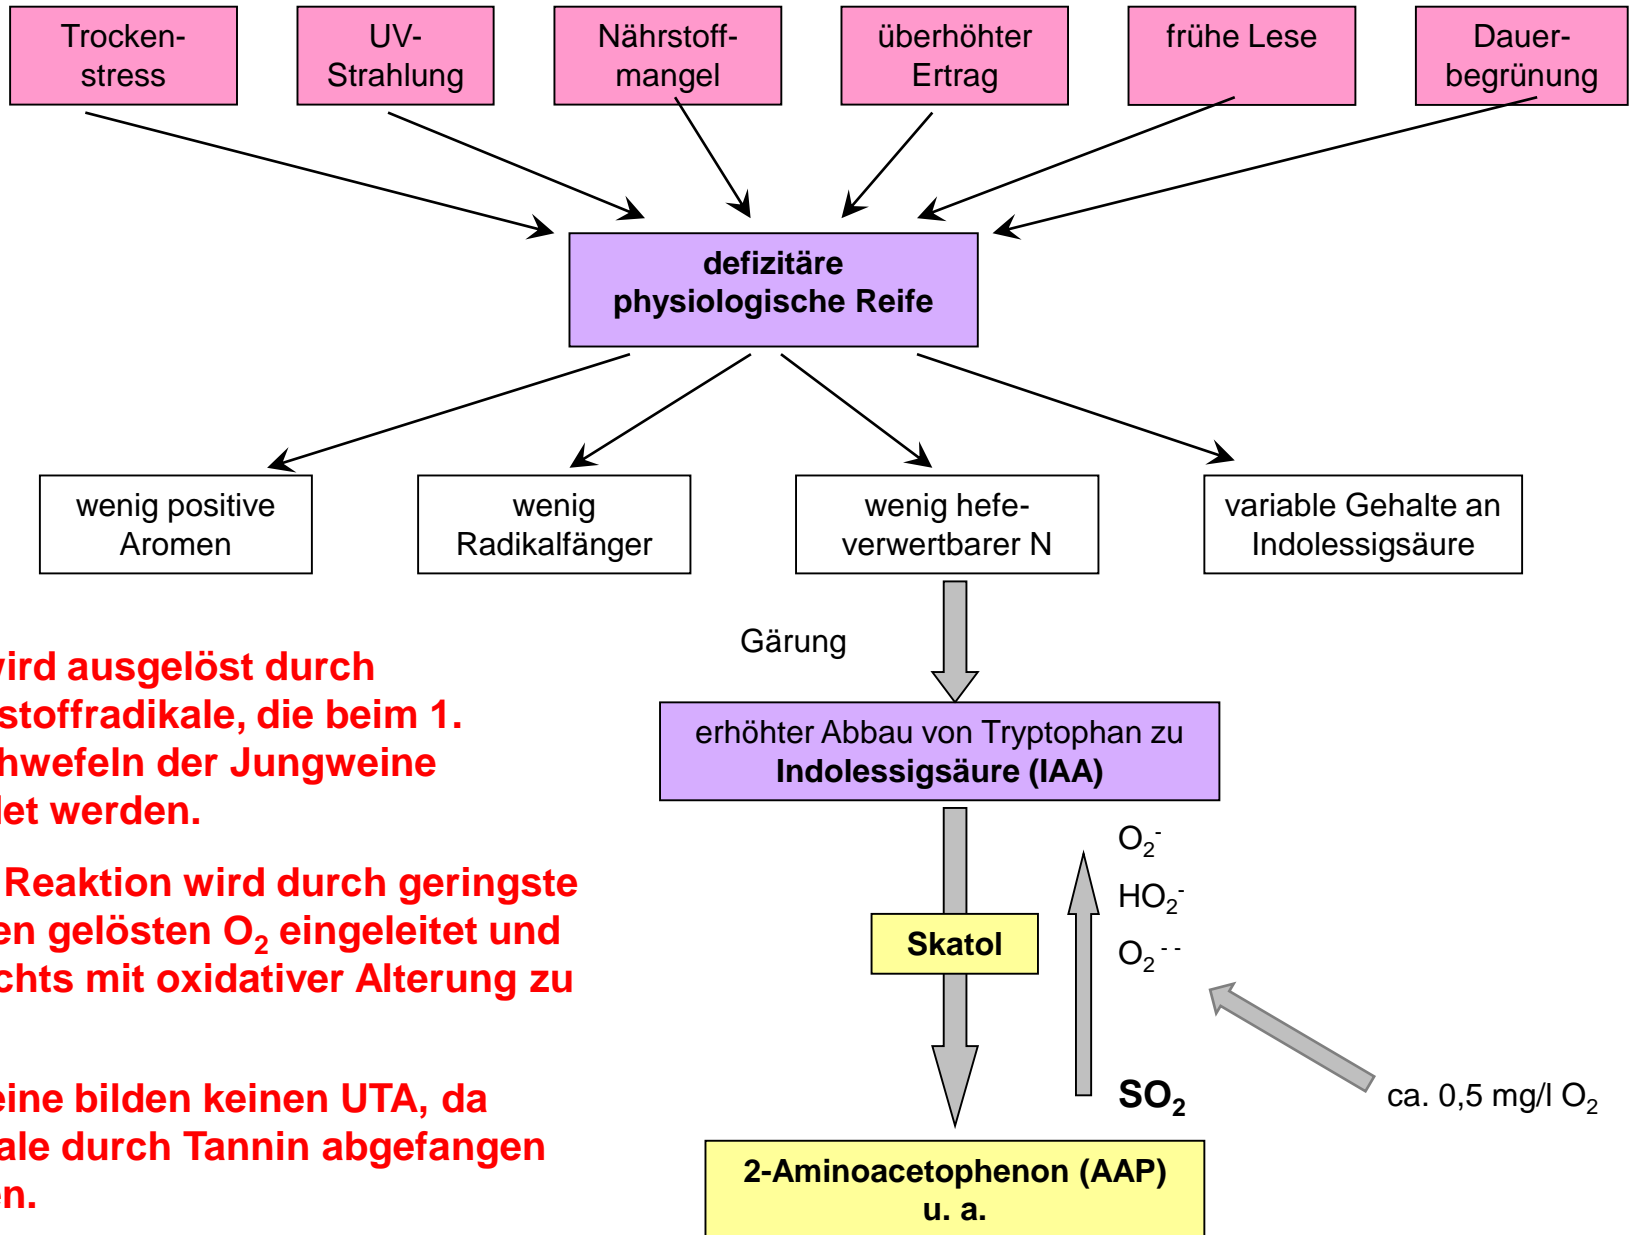 Trocken-
stress
UV-
Strahlung
Nährstoff-
mangel
überhöhter
Ertrag
frühe Lese
Dauer-
begrünung
defizitäre
physiologische Reife
wenig positive
Aromen
wenig
Radikalfänger
wenig hefe-
verwertbarer N
variable Gehalte an
Indolessigsäure
Gärung
wird ausgelöst durch
stoffradikale, die beim 1.
hwefeln der Jungweine
det werden.
Reaktion wird durch geringste
en gelösten O₂ eingeleitet und
chts mit oxidativer Alterung zu
eine bilden keinen UTA, da
ale durch Tannin abgefangen
en.
erhöhter Abbau von Tryptophan zu
Indolessigsäure (IAA)
O₂⁻
HO₂⁻
O₂⁻⁻
Skatol
SO₂
ca. 0,5 mg/l O₂
2-Aminoacetophenon (AAP)
u. a.